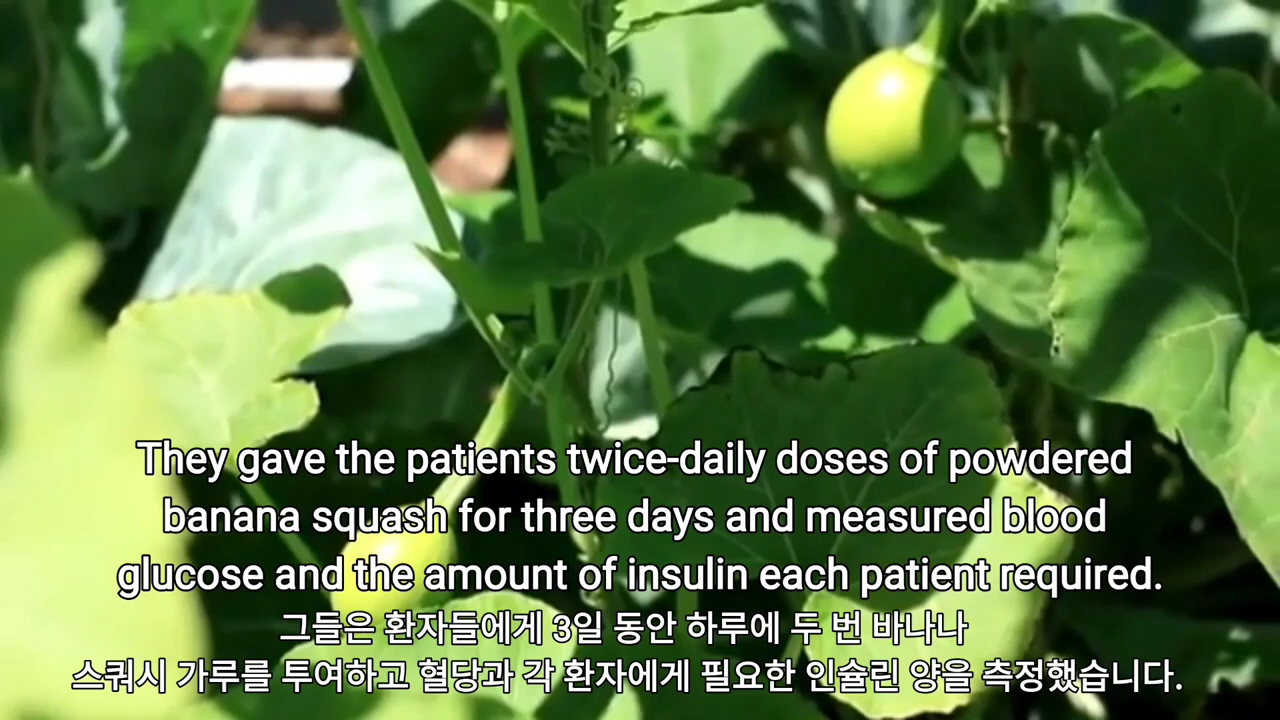 They gave the patients twice-daily doses of powdered
banana squash for three days and measured blood
glucose and the amount of insulin each patient required.
그들은 환자들에게 3일 동안 하루에 두 번 바나나
스쿼시 가루를 투여하고 혈당과 각 환자에게 필요한 인슐린 양을 측정했습니다.